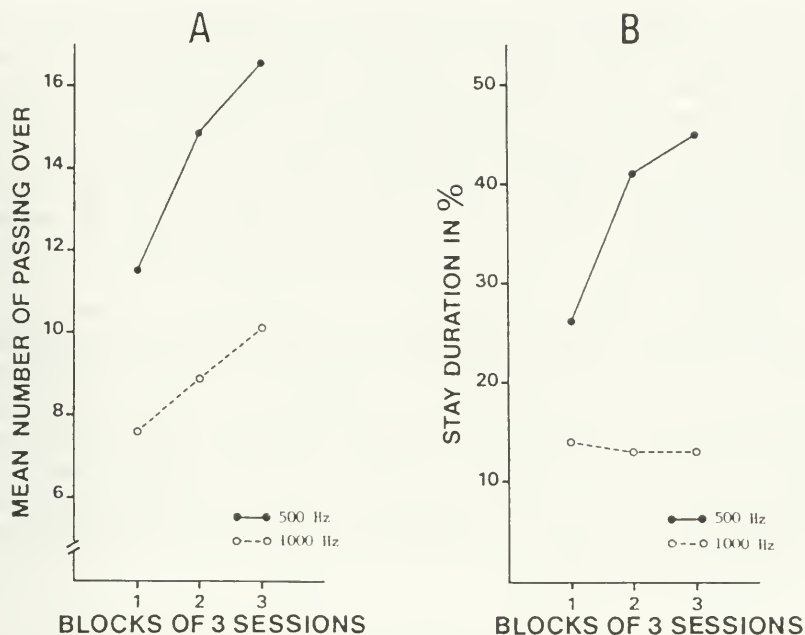 A
MEAN NUMBER OF PASSING OVER
16
14
12
10
8
6
500 Hz
1000 Hz
1
2
3
BLOCKS OF 3 SESSIONS
B
STAY DURATION IN %
50
40
30
20
10
500 Hz
1000 Hz
1
2
3
BLOCKS OF 3 SESSIONS